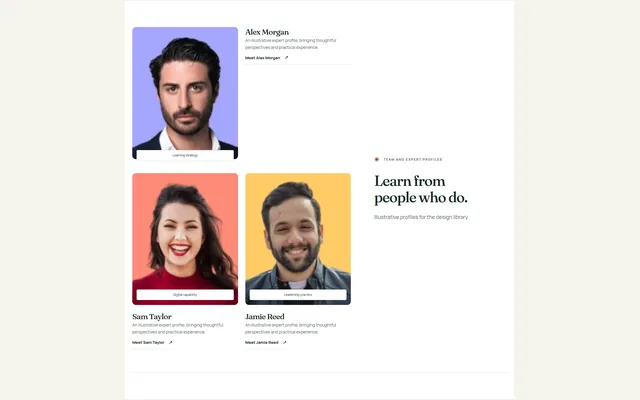 Alex Morgan
An illustrative expert profile, bringing thoughtful
perspectives and practical experience.
Meet Alex Morgan ↗
Learning strategy
TEAM AND EXPERT PROFILES
Learn from
people who do.
Illustrative profiles for the design library
Digital capability
Sam Taylor
An illustrative expert profile, bringing thoughtful
perspectives and practical experience.
Meet Sam Taylor ↗
Leadership practice
Jamie Reed
An illustrative expert profile, bringing thoughtful
perspectives and practical experience.
Meet Jamie Reed ↗